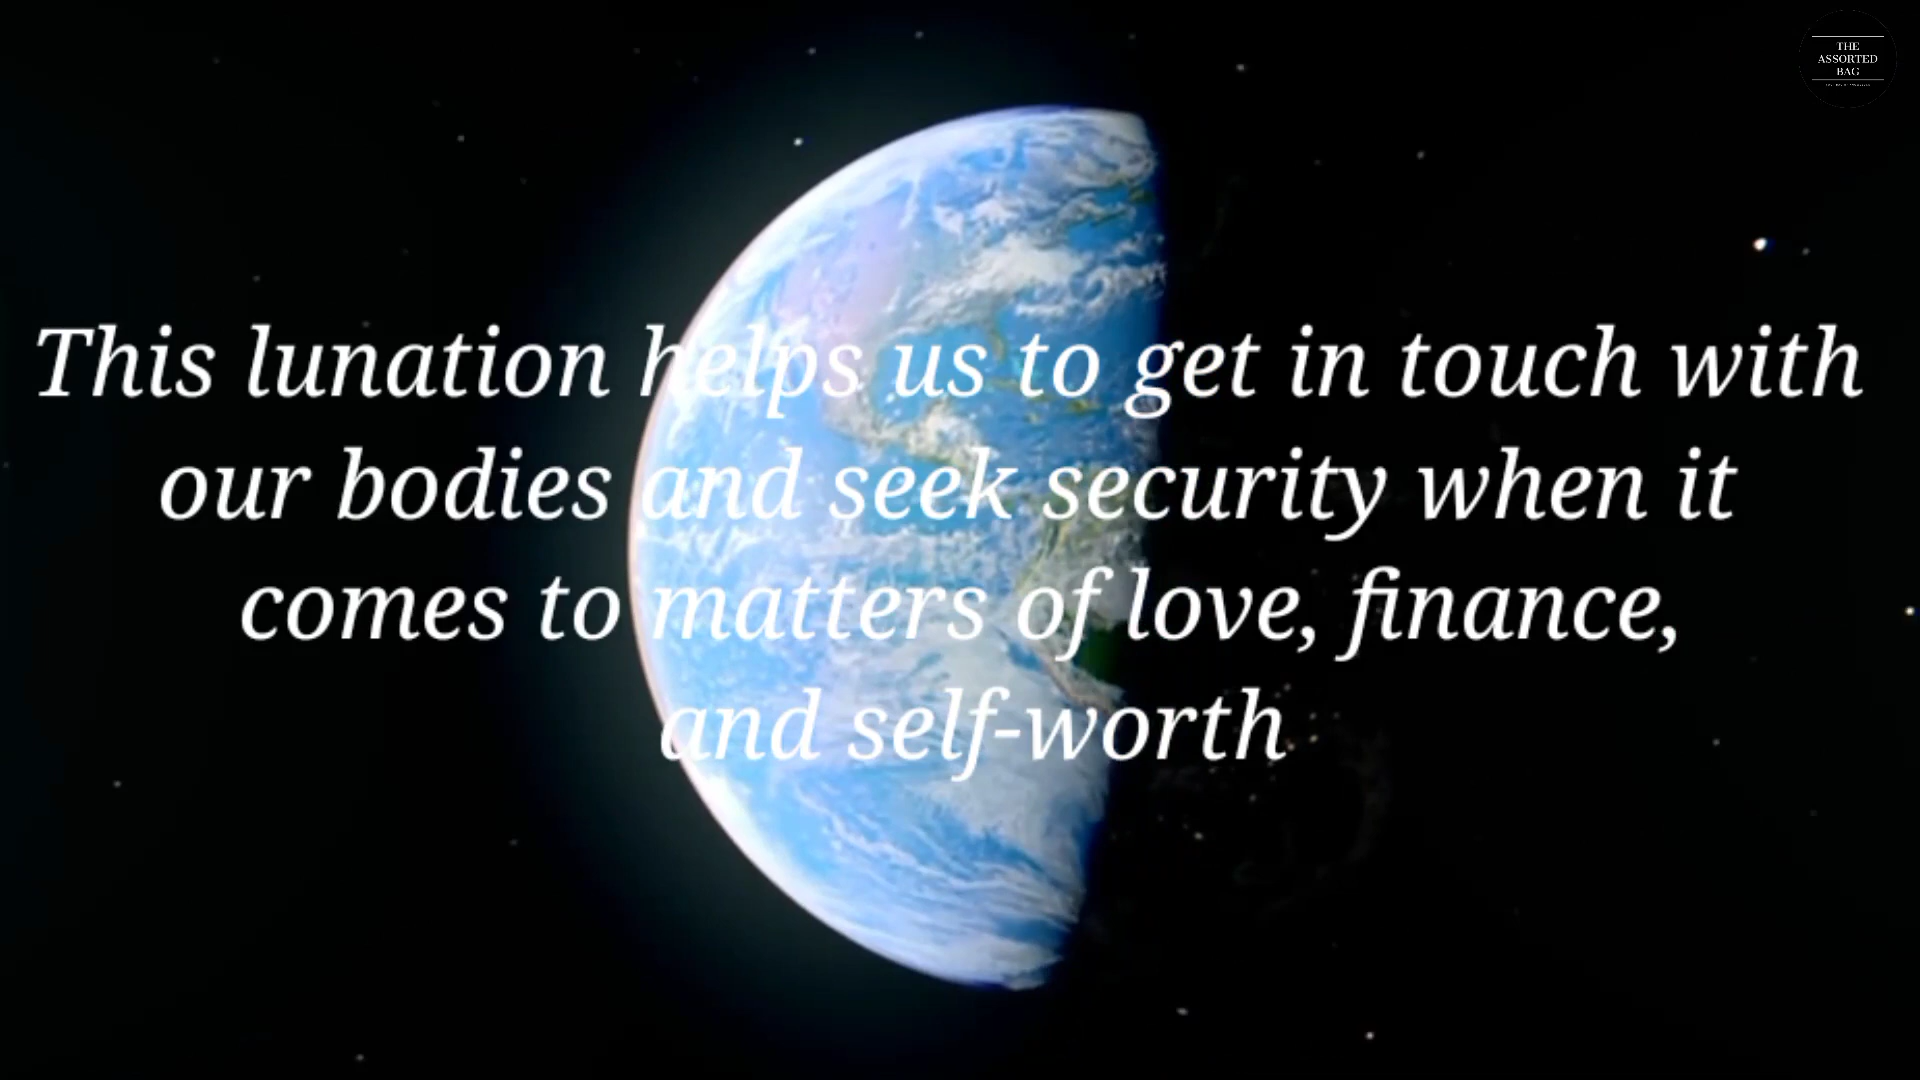 THE
ASSORTED
BAG
This lunation helps us to get in touch with
our bodies and seek security when it
comes to matters of love, finance,
and self-worth